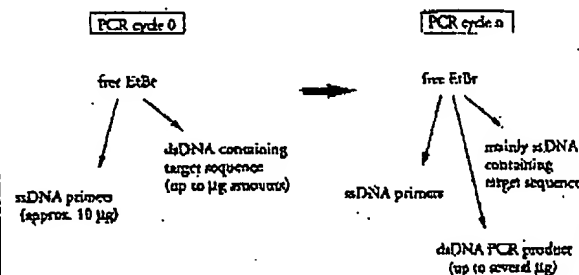 PCR cycle 0
free EtBr
dsDNA containing
target sequence
(up to µg amounts)
ssDNA primers
(approx. 10 µg)
PCR cycle n
free EtBr
mainly ssDNA
containing
target sequence
ssDNA primers
dsDNA PCR product
(up to several µg)